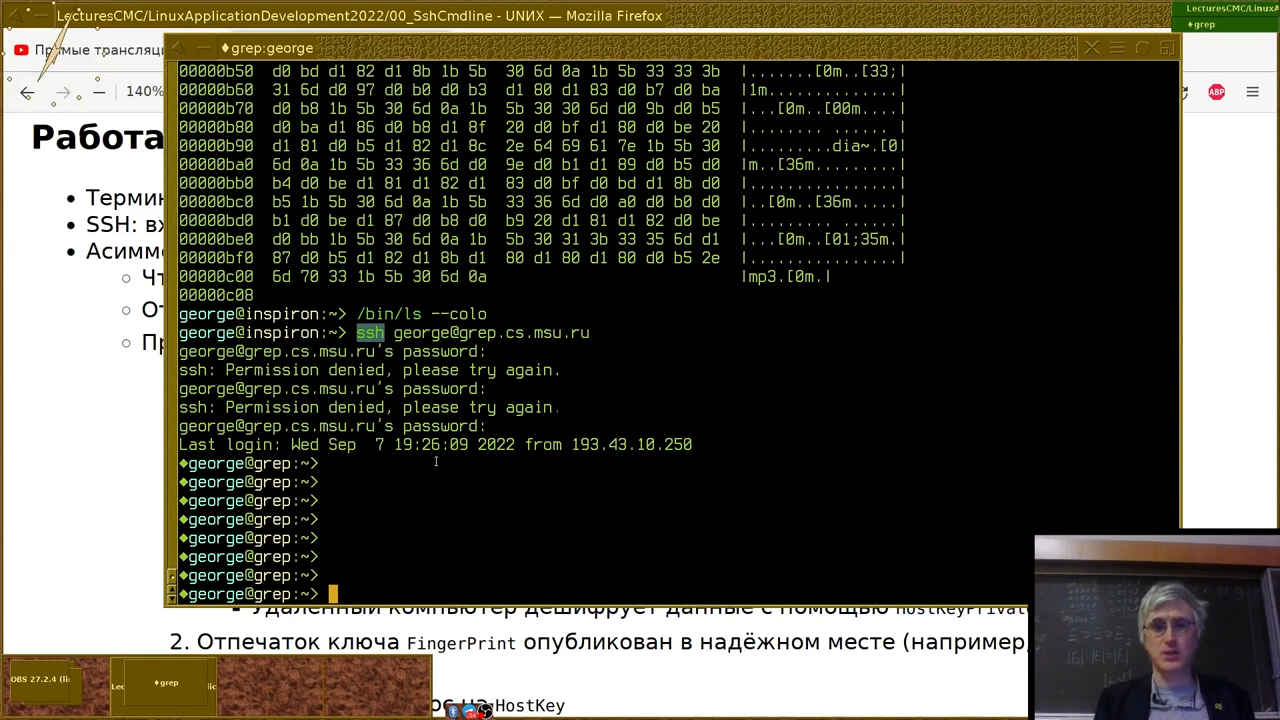 LecturesCMC/LinuxApplicationDevelopment2022/00_SshCmdline - UNИX — Mozilla Firefox
LecturesCMC/LinuxA
♦grep
Прямые трансляц
♦grep:george
140%
ABP
Работа
• Термин
• SSH: вх
• Асимме
Чт
От
Пр
00000b50  d0 bd d1 82 d1 8b 1b 5b  30 6d 0a 1b 5b 33 33 3b  |.......[0m..[33;|
00000b60  31 6d d0 97 d0 b0 d0 b3  d1 80 d1 83 d0 b7 d0 ba  |1m..............|
00000b70  d0 b8 1b 5b 30 6d 0a 1b  5b 30 30 6d d0 9b d0 b5  |...[0m..[00m....|
00000b80  d0 ba d1 86 d0 b8 d1 8f  20 d0 bf d1 80 d0 be 20  |........ ...... |
00000b90  d1 81 d0 b5 d1 82 d1 8c  2e 64 69 61 7e 1b 5b 30  |.........dia~.[0|
00000ba0  6d 0a 1b 5b 33 36 6d d0  9e d0 b1 d1 89 d0 b5 d0  |m..[36m.........|
00000bb0  b4 d0 be d1 81 d1 82 d1  83 d0 bf d0 bd d1 8b d0  |................|
00000bc0  b5 1b 5b 30 6d 0a 1b 5b  33 36 6d d0 a0 d0 b0 d0  |..[0m..[36m.....|
00000bd0  b1 d0 be d1 87 d0 b8 d0  b9 20 d1 81 d1 82 d0 be  |......... ......|
00000be0  d0 bb 1b 5b 30 6d 0a 1b  5b 30 31 3b 33 35 6d d1  |...[0m..[01;35m.|
00000bf0  87 d0 b5 d1 82 d1 8b d1  80 d1 80 d1 80 d0 b5 2e  |................|
00000c00  6d 70 33 1b 5b 30 6d 0a  |mp3.[0m.|
00000c08
george@inspiron:~> /bin/ls --colo
george@inspiron:~> ssh george@grep.cs.msu.ru
george@grep.cs.msu.ru's password:
ssh: Permission denied, please try again.
george@grep.cs.msu.ru's password:
ssh: Permission denied, please try again.
george@grep.cs.msu.ru's password:
Last login: Wed Sep  7 19:26:09 2022 from 193.43.10.250
♦george@grep:~>
♦george@grep:~>
♦george@grep:~>
♦george@grep:~>
♦george@grep:~>
♦george@grep:~>
♦george@grep:~>
♦george@grep:~>
Удалённый компьютер дешифрует данные с помощью HostKeyPriva
2. Отпечаток ключа FingerPrint опубликован в надёжном месте (например,
HostKey
OBS 27.2.4 (li
♦grep